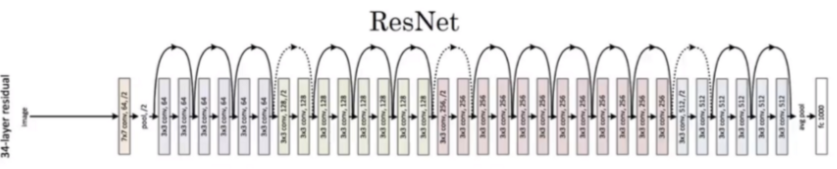 ResNet
34-layer residual
image
7x7 conv, 64, /2
pool, /2
3x3 conv, 64
3x3 conv, 64
3x3 conv, 64
3x3 conv, 64
3x3 conv, 64
3x3 conv, 64
3x3 conv, 128, /2
3x3 conv, 128
3x3 conv, 128
3x3 conv, 128
3x3 conv, 128
3x3 conv, 128
3x3 conv, 128
3x3 conv, 128
3x3 conv, 256, /2
3x3 conv, 256
3x3 conv, 256
3x3 conv, 256
3x3 conv, 256
3x3 conv, 256
3x3 conv, 256
3x3 conv, 256
3x3 conv, 256
3x3 conv, 256
3x3 conv, 256
3x3 conv, 256
3x3 conv, 512, /2
3x3 conv, 512
3x3 conv, 512
3x3 conv, 512
3x3 conv, 512
3x3 conv, 512
avg pool
fc 1000